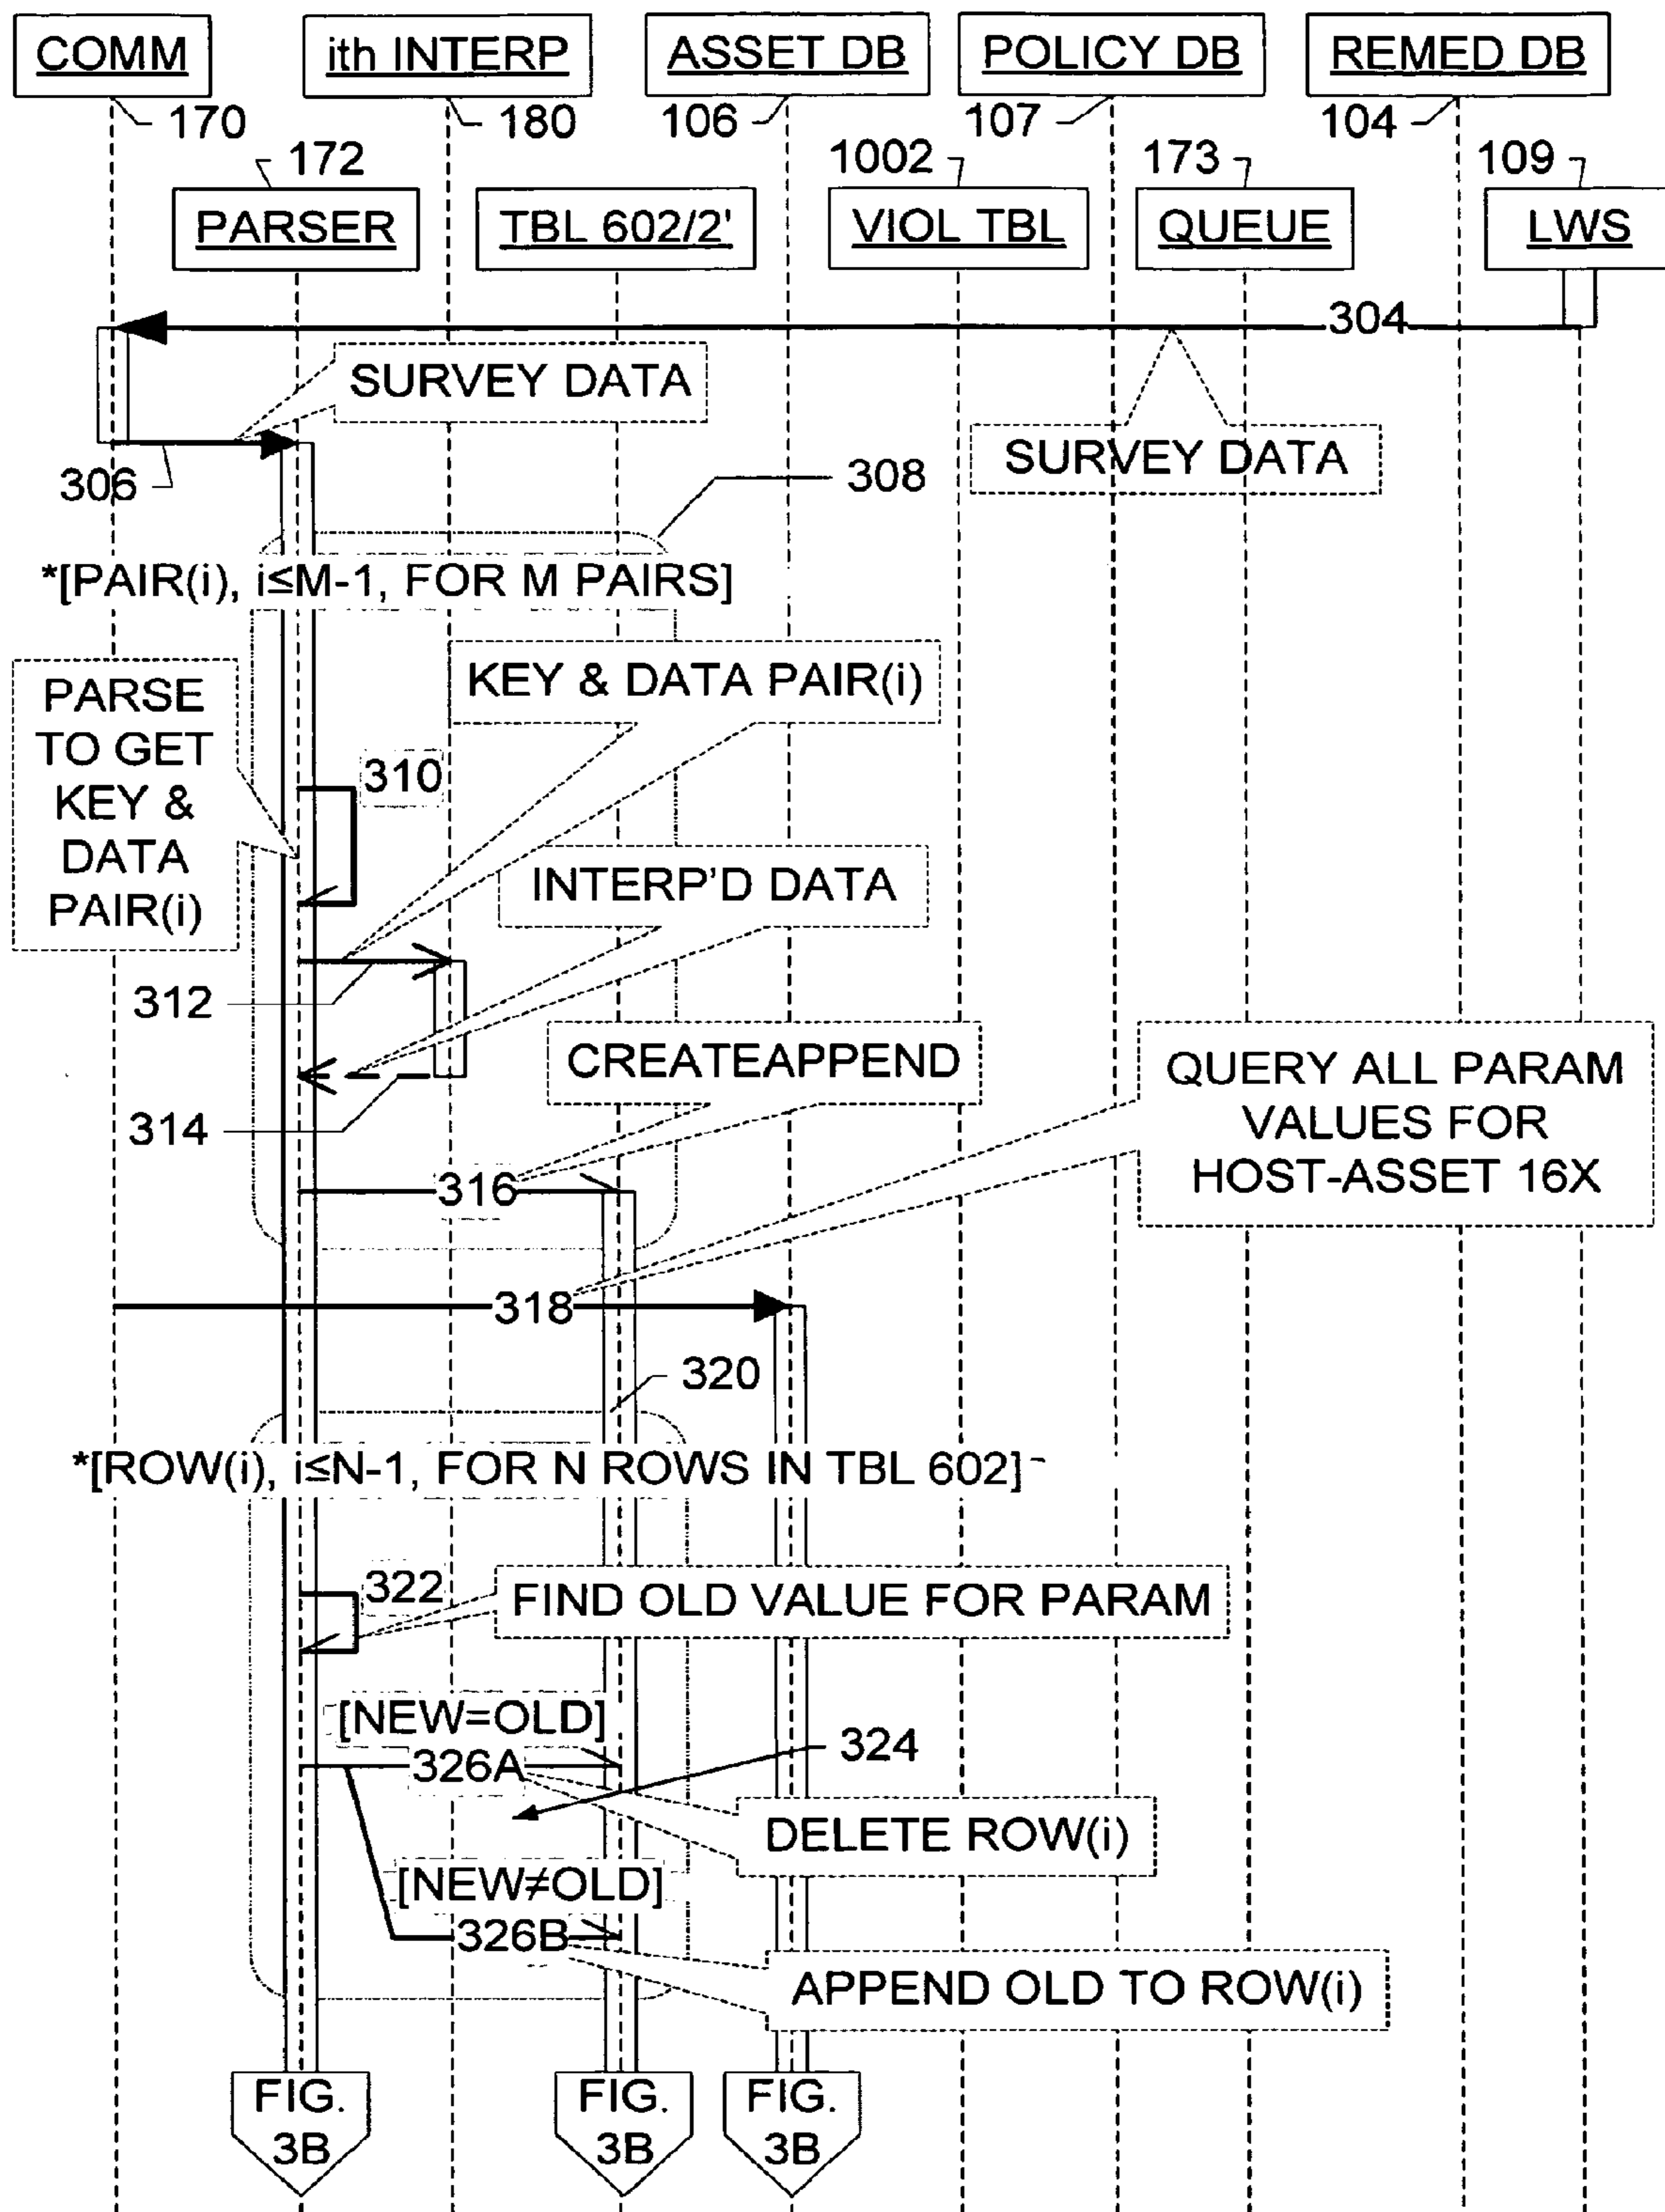 COMM
ith INTERP
ASSET DB
POLICY DB
REMED DB
170
180
106
107
104
172
1002
173
109
PARSER
TBL 602/2'
VIOL TBL
QUEUE
LWS
304
SURVEY DATA
SURVEY DATA
306
308
*[PAIR(i), i≤M-1, FOR M PAIRS]
PARSE
TO GET
KEY &
DATA
PAIR(i)
KEY & DATA PAIR(i)
310
INTERP'D DATA
312
CREATEAPPEND
314
QUERY ALL PARAM
VALUES FOR
HOST-ASSET 16X
316
318
320
*[ROW(i), i≤N-1, FOR N ROWS IN TBL 602]
322
FIND OLD VALUE FOR PARAM
[NEW=OLD]
326A
324
DELETE ROW(i)
[NEW≠OLD]
326B
APPEND OLD TO ROW(i)
FIG.
3B
FIG.
3B
FIG.
3B